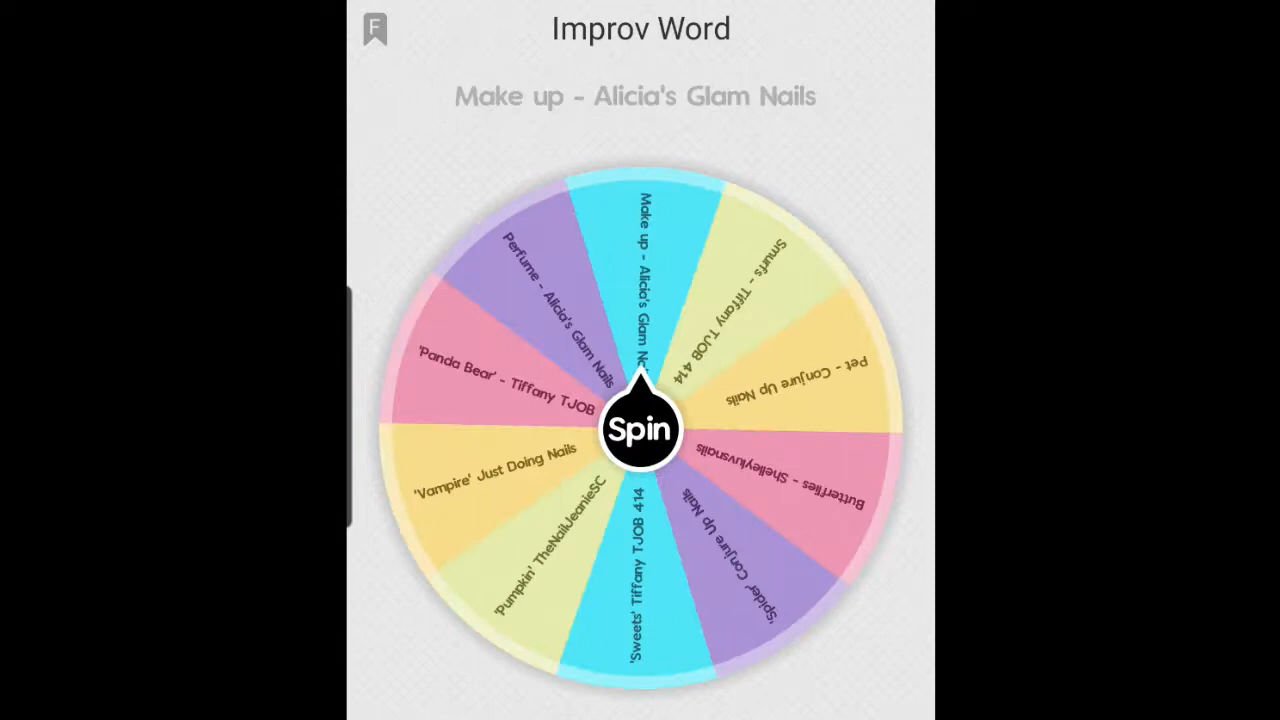 F
Improv Word
Make up - Alicia's Glam Nails
Make up - Alicia's Glam
Smurfs - Tiffany TJOB 414
Pet - Conjure Up Nails
Butterflies - Shelleyluvsnails
'Spider' Conjure Up Nails
'Sweets' Tiffany TJOB 414
'Pumpkin' TheNailJeanieSC
'Vampire' Just Doing Nails
'Panda Bear' - Tiffany TJOB
Perfume - Alicia's Glam Nails
Spin